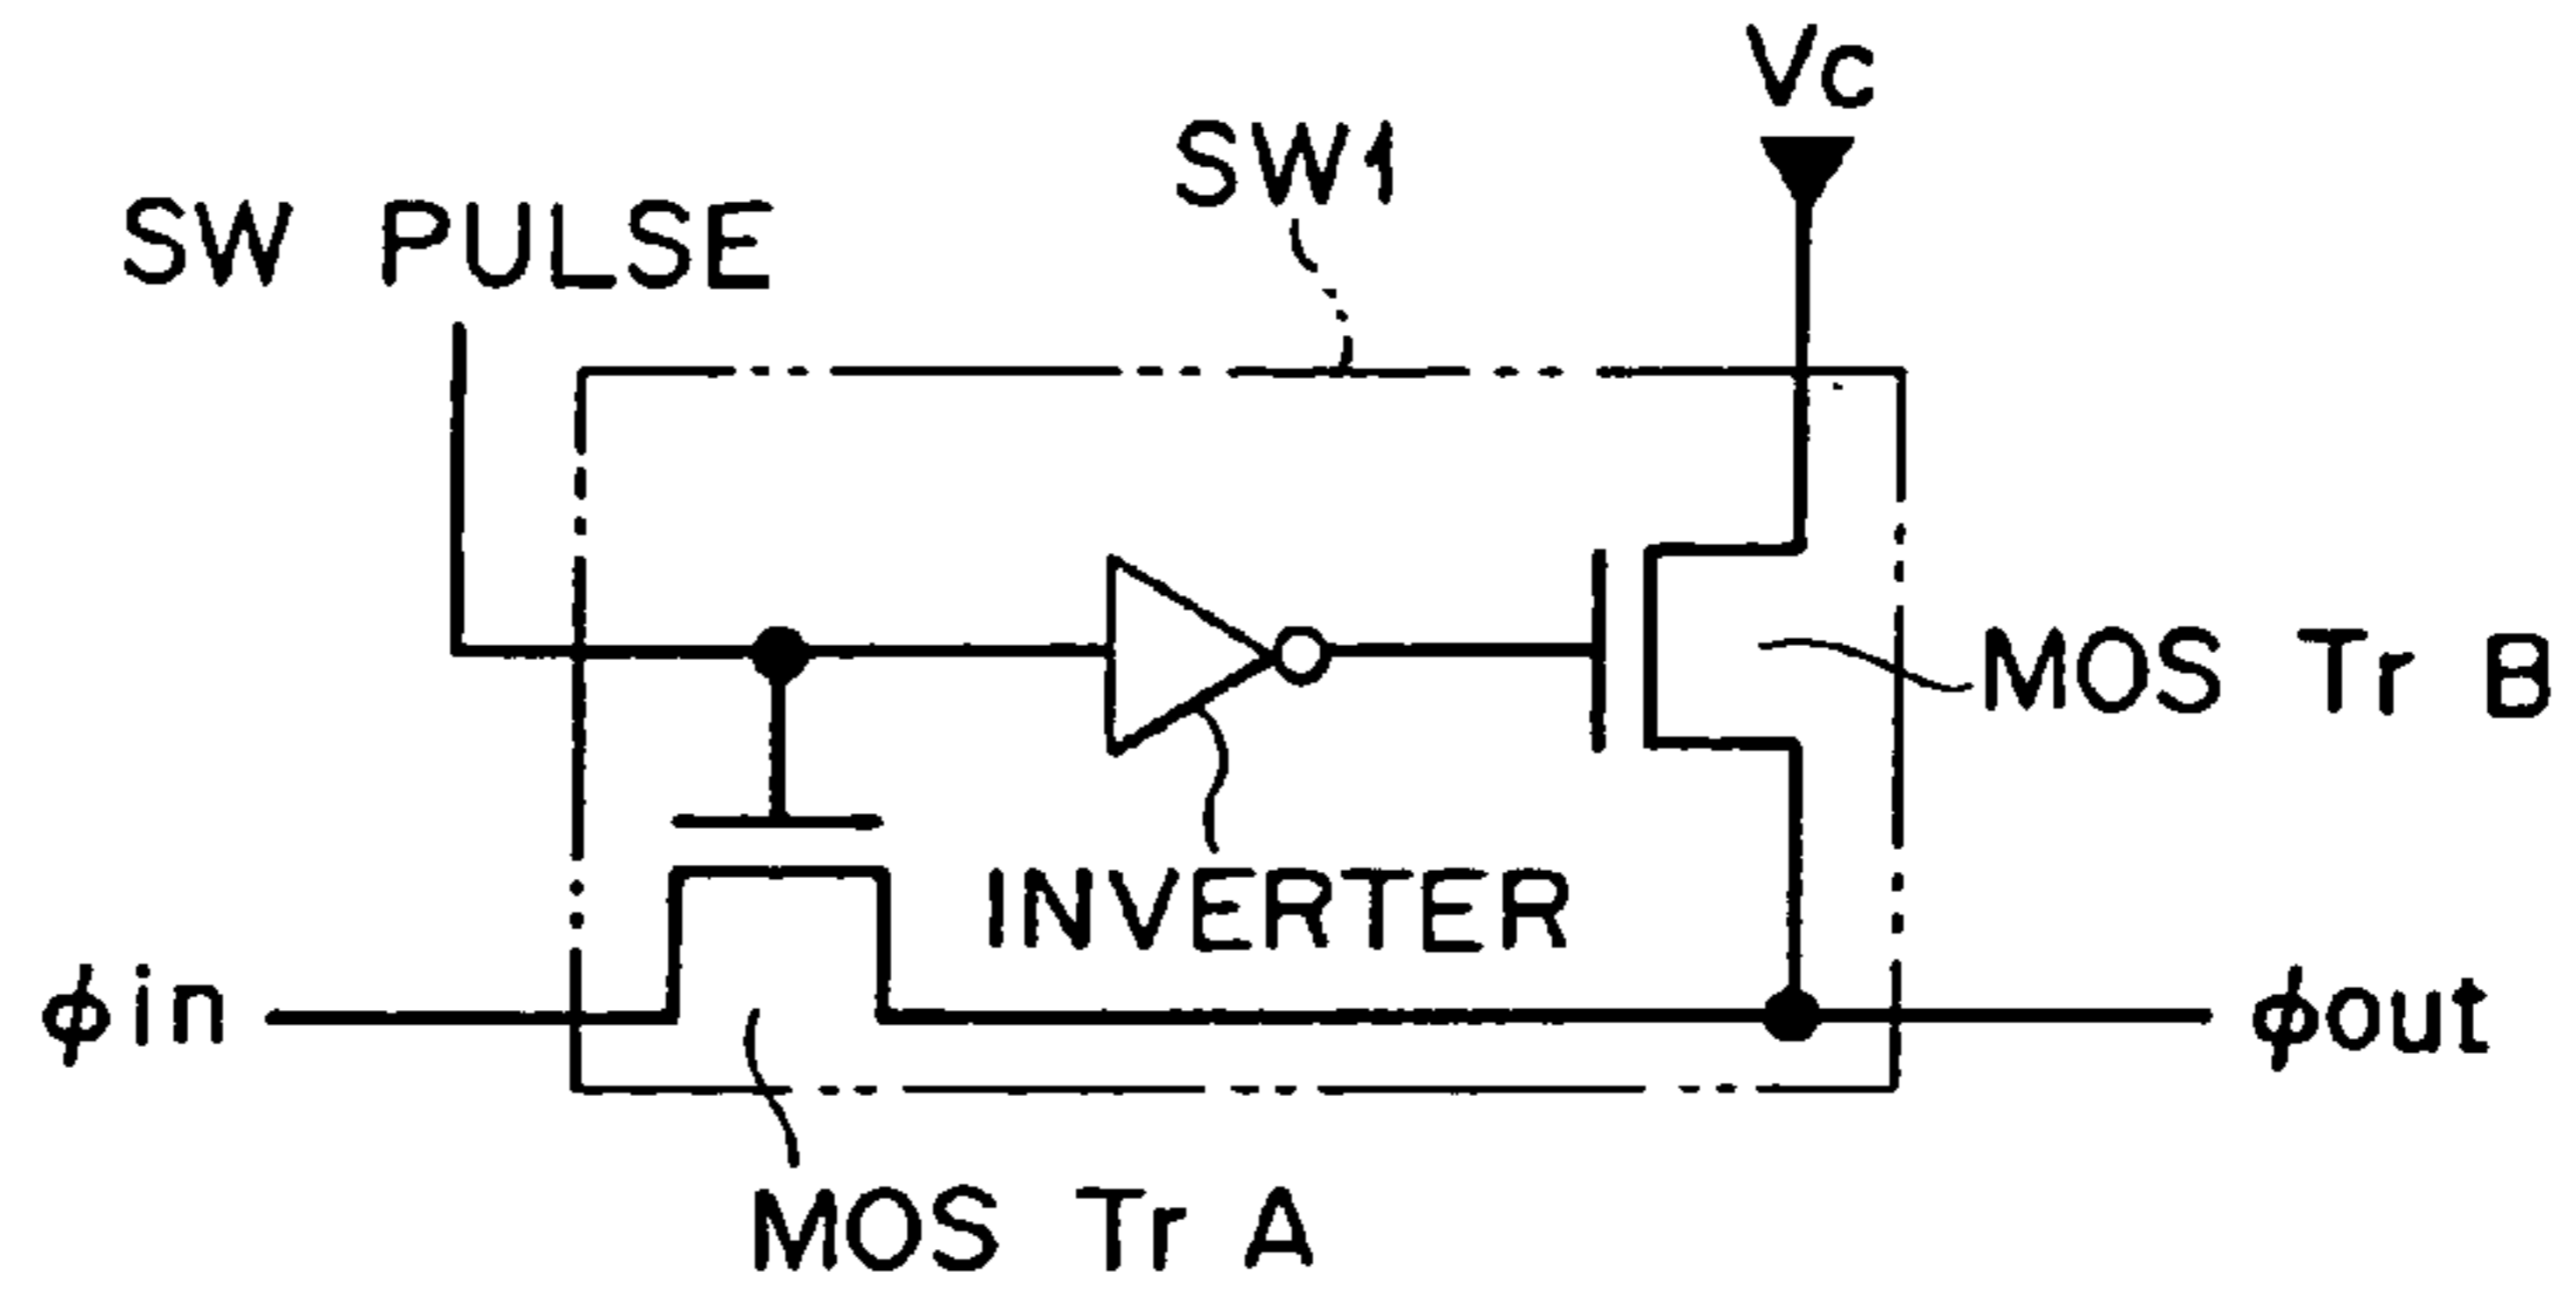 Vc
SW1
SW PULSE
MOS Tr B
INVERTER
ϕin
ϕout
MOS Tr A